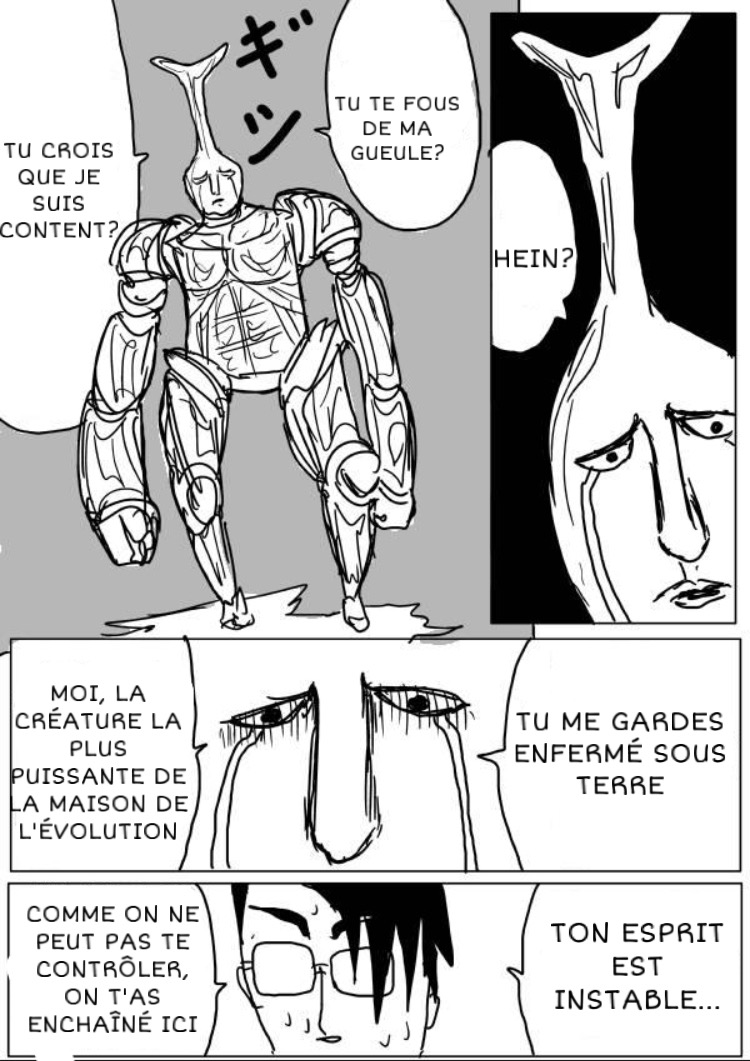 ギッ
TU TE FOUS
DE MA
GUEULE?
TU CROIS
QUE JE
SUIS
CONTENT?
HEIN?
TU ME GARDES
ENFERMÉ SOUS
TERRE
MOI, LA
CRÉATURE LA
PLUS
PUISSANTE DE
LA MAISON DE
L'ÉVOLUTION
TON ESPRIT
EST
INSTABLE...
COMME ON NE
PEUT PAS TE
CONTRÔLER,
ON T'AS
ENCHAÎNÉ ICI